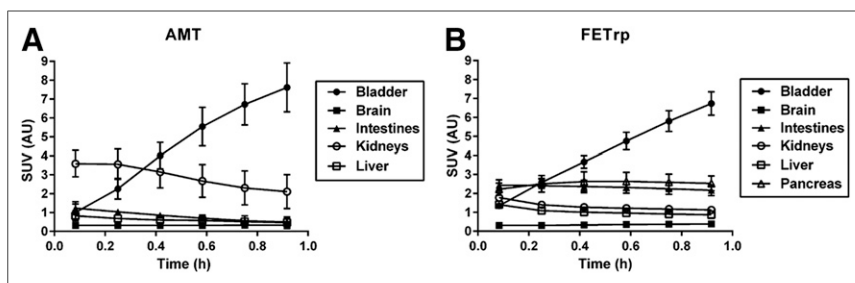 A
AMT
SUV (AU)
9
8
7
6
5
4
3
2
1
0
0.0 0.2 0.4 0.6 0.8 1.0
Time (h)
Bladder
Brain
Intestines
Kidneys
Liver
B
FETrp
SUV (AU)
9
8
7
6
5
4
3
2
1
0
0.0 0.2 0.4 0.6 0.8 1.0
Time (h)
Bladder
Brain
Intestines
Kidneys
Liver
Pancreas